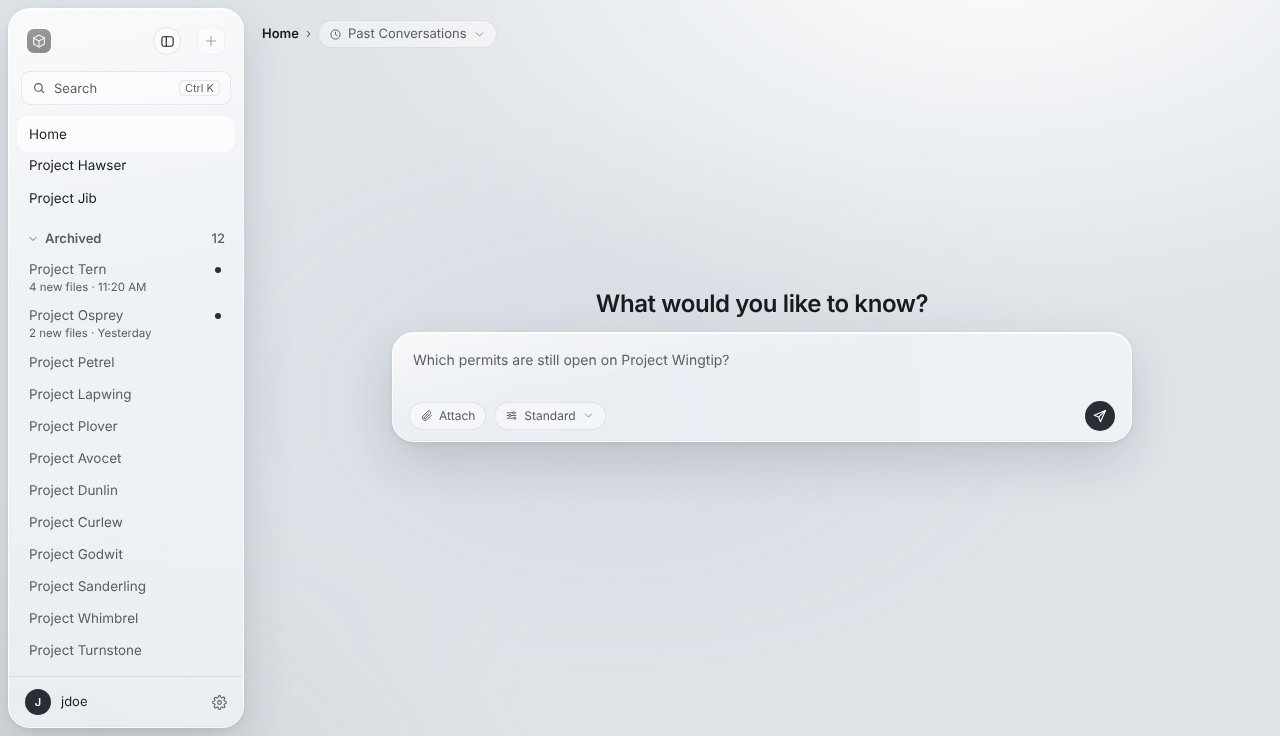 Search
Ctrl K
Home
Project Hawser
Project Jib
Archived 12
Project Tern
4 new files · 11:20 AM
Project Osprey
2 new files · Yesterday
Project Petrel
Project Lapwing
Project Plover
Project Avocet
Project Dunlin
Project Curlew
Project Godwit
Project Sanderling
Project Whimbrel
Project Turnstone
J jdoe
Home › Past Conversations
What would you like to know?
Which permits are still open on Project Wingtip?
Attach
Standard